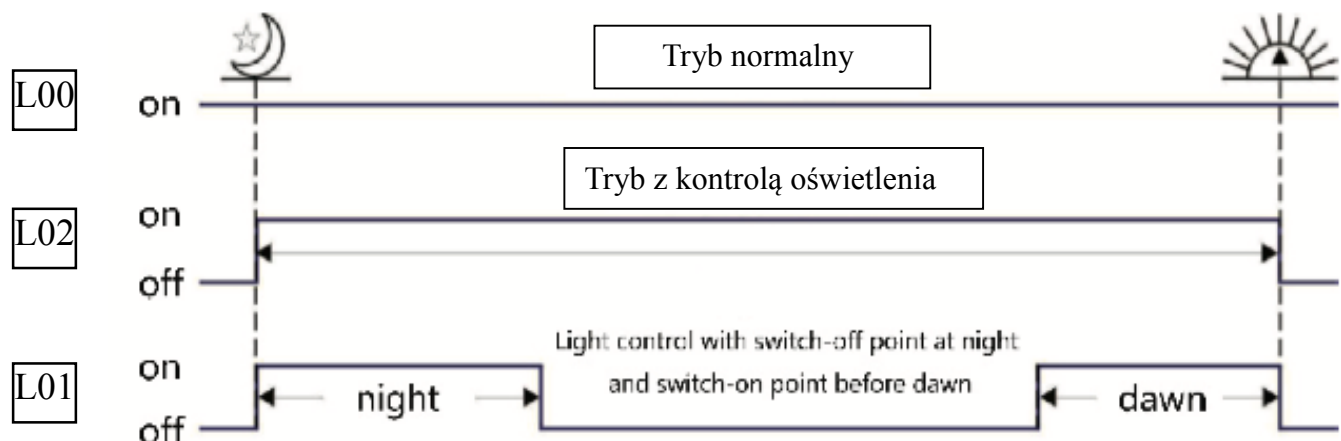 Tryb normalny
L00
on
Tryb z kontrolą oświetlenia
on
L02
off
Light control with switch-off point at night
on
and switch-on point before dawn
L01
night
dawn
off